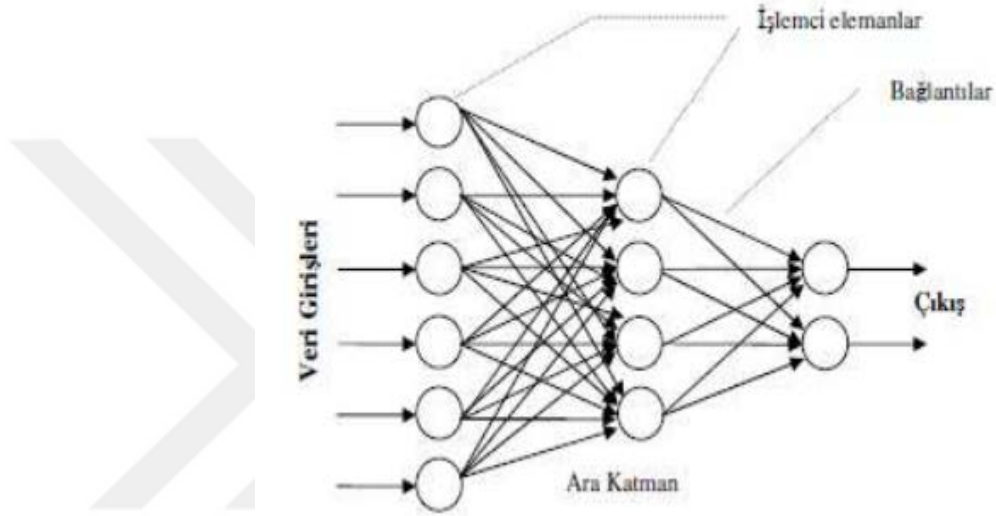 İşlemci elemanlar
Bağlantılar
Veri Girişleri
Çıkış
Ara Katman